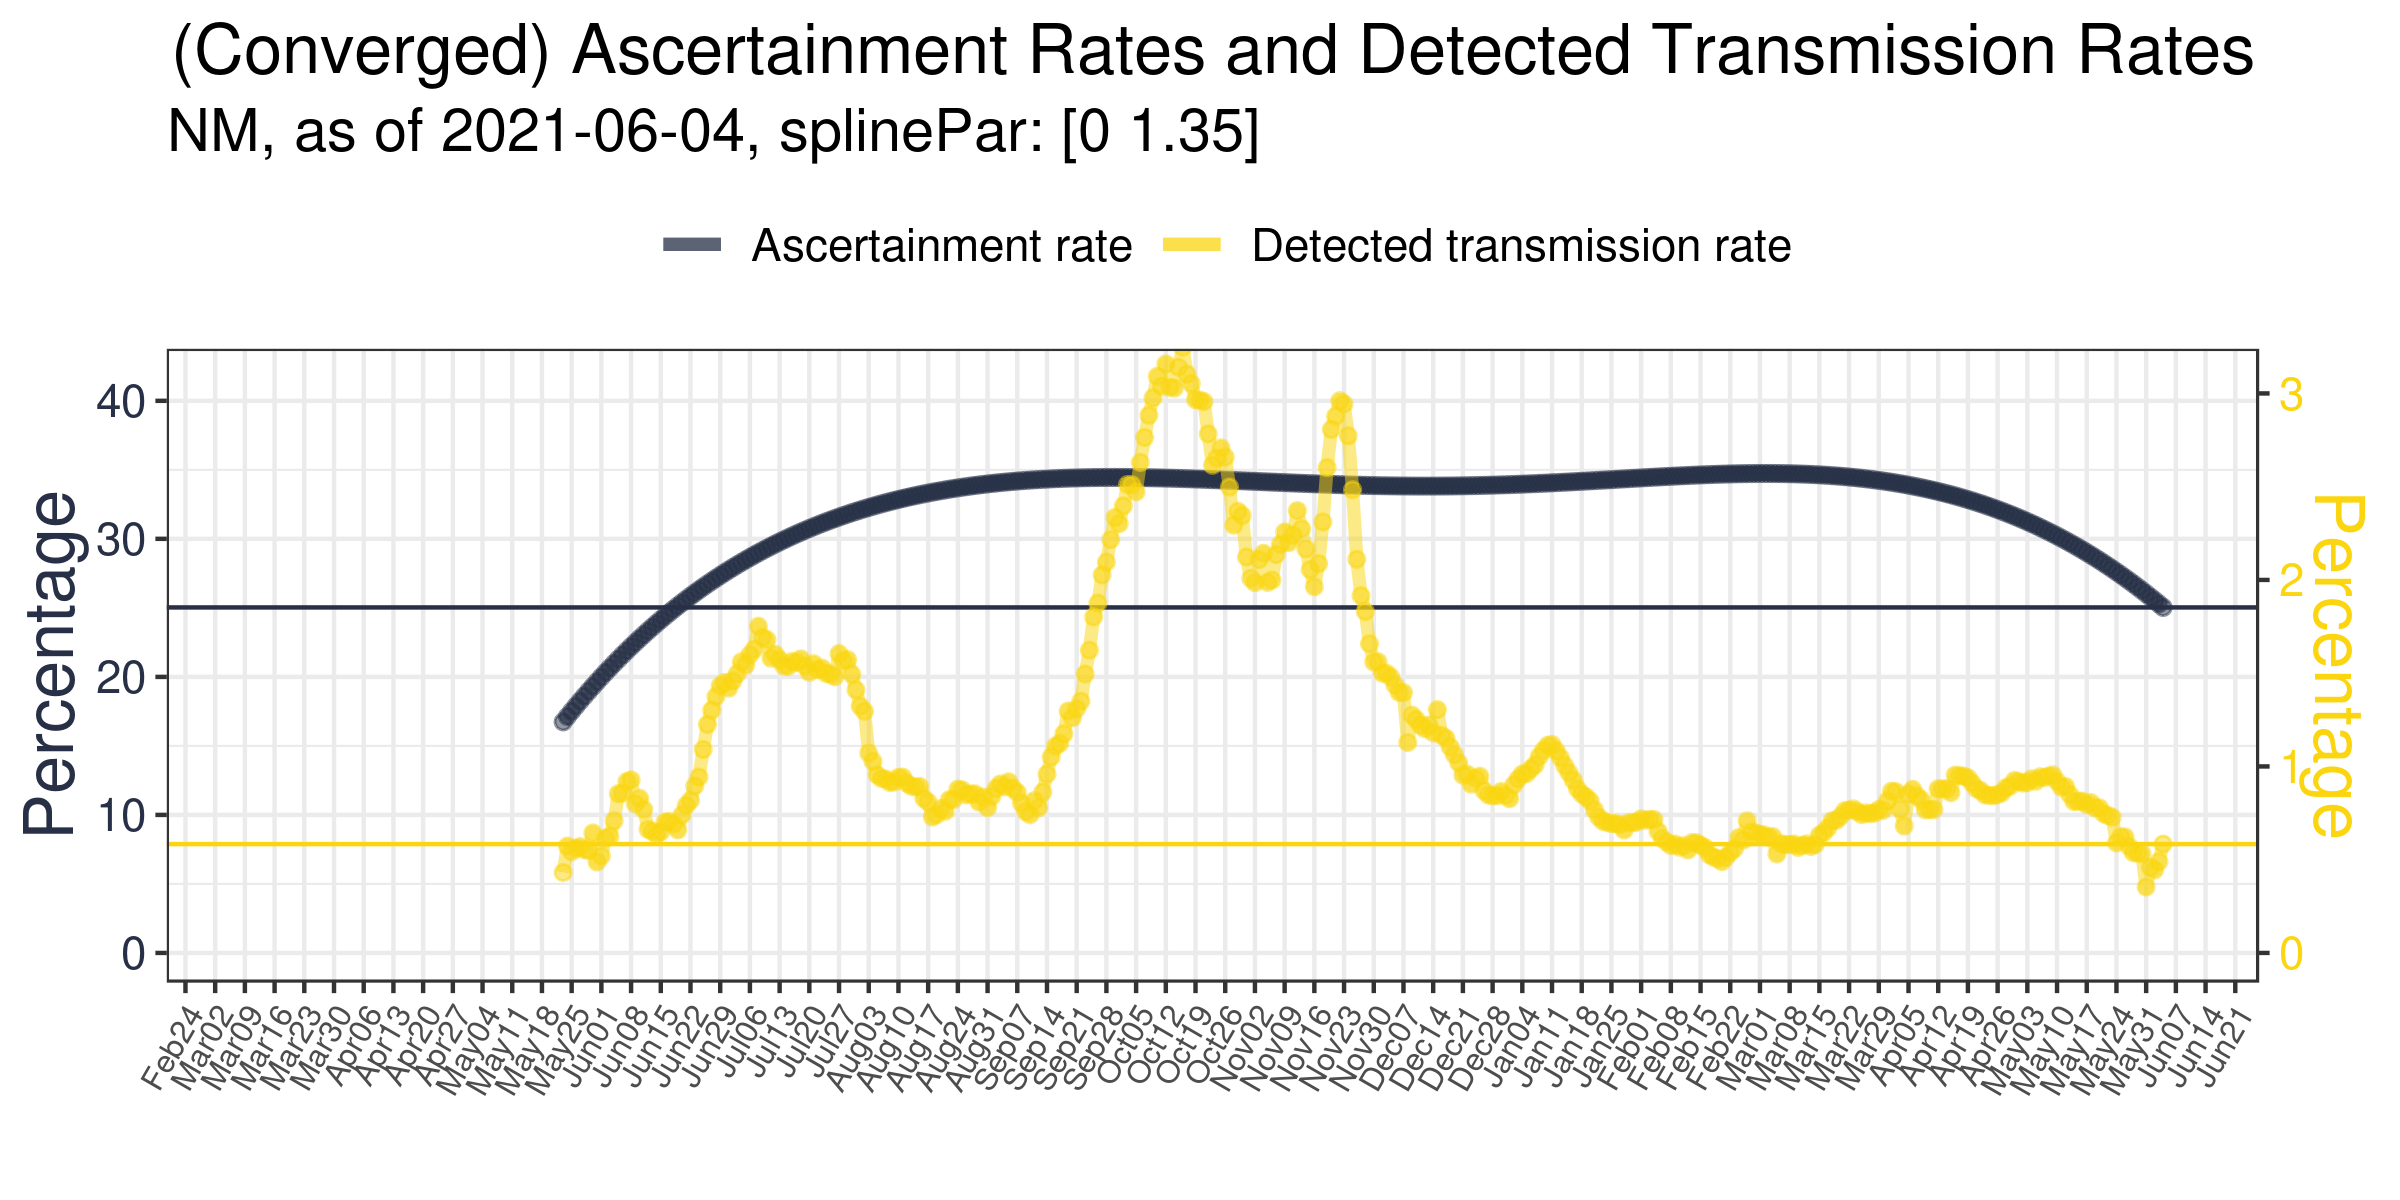 (Converged) Ascertainment Rates and Detected Transmission Rates
NM, as of 2021-06-04, splinePar: [0 1.35]
Ascertainment rate
Detected transmission rate
Percentage
40
30
20
10
0
3
2
1
0
Percentage
Feb24
Mar02
Mar09
Mar16
Mar23
Mar30
Apr06
Apr13
Apr20
Apr27
May04
May11
May18
May25
Jun01
Jun08
Jun15
Jun22
Jun29
Jul06
Jul13
Jul20
Jul27
Aug03
Aug10
Aug17
Aug24
Aug31
Sep07
Sep14
Sep21
Sep28
Oct05
Oct12
Oct19
Oct26
Nov02
Nov09
Nov16
Nov23
Nov30
Dec07
Dec14
Dec21
Dec28
Jan04
Jan11
Jan18
Jan25
Feb01
Feb08
Feb15
Feb22
Mar01
Mar08
Mar15
Mar22
Mar29
Apr05
Apr12
Apr19
Apr26
May03
May10
May17
May24
May31
Jun07
Jun14
Jun21